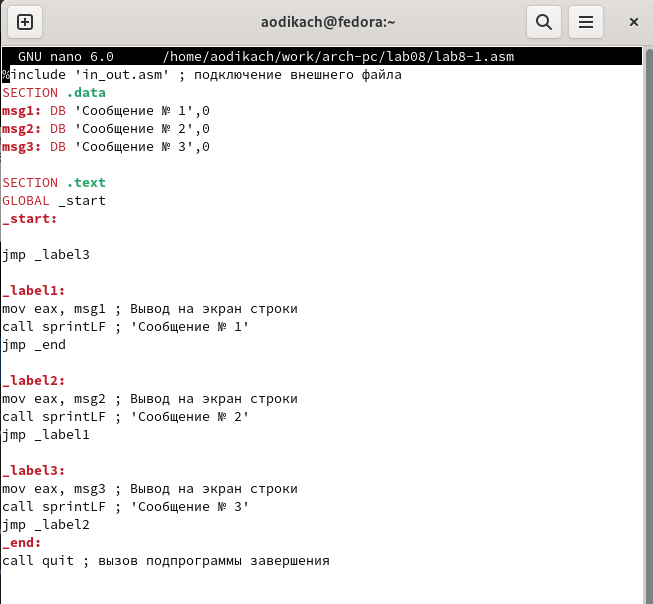 aodikach@fedora:~
GNU nano 6.0 /home/aodikach/work/arch-pc/lab08/lab8-1.asm
%include 'in_out.asm' ; подключение внешнего файла
SECTION .data
msg1: DB 'Сообщение № 1',0
msg2: DB 'Сообщение № 2',0
msg3: DB 'Сообщение № 3',0
SECTION .text
GLOBAL _start
_start:
jmp _label3
_label1:
mov eax, msg1 ; Вывод на экран строки
call sprintLF ; 'Сообщение № 1'
jmp _end
_label2:
mov eax, msg2 ; Вывод на экран строки
call sprintLF ; 'Сообщение № 2'
jmp _label1
_label3:
mov eax, msg3 ; Вывод на экран строки
call sprintLF ; 'Сообщение № 3'
jmp _label2
_end:
call quit ; вызов подпрограммы завершения